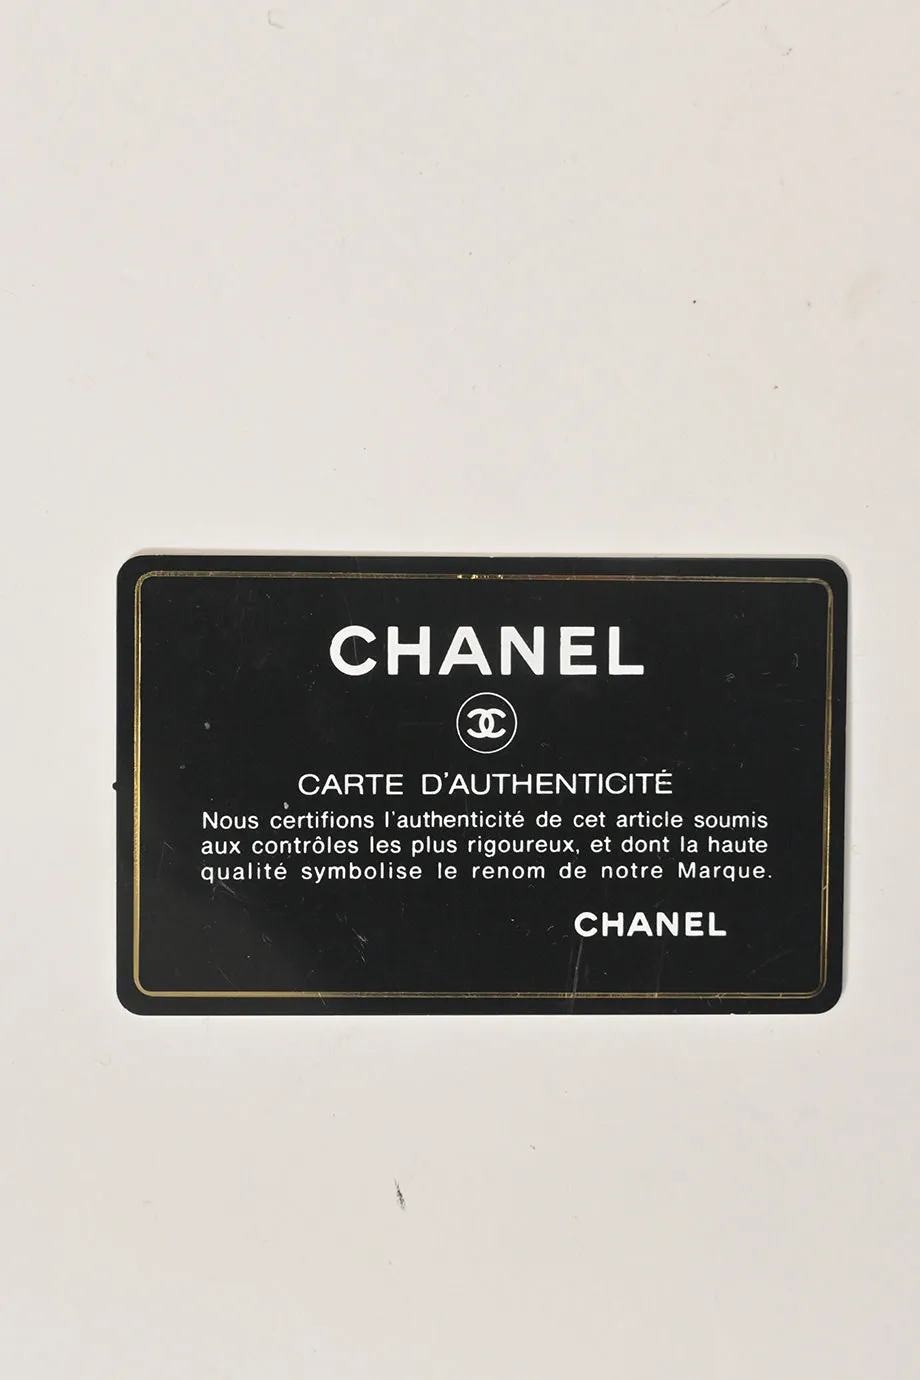 CHANEL
CARTE D'AUTHENTICITÉ
Nous certifions l'authenticité de cet article soumis
aux contrôles les plus rigoureux, et dont la haute
qualité symbolise le renom de notre Marque.
CHANEL